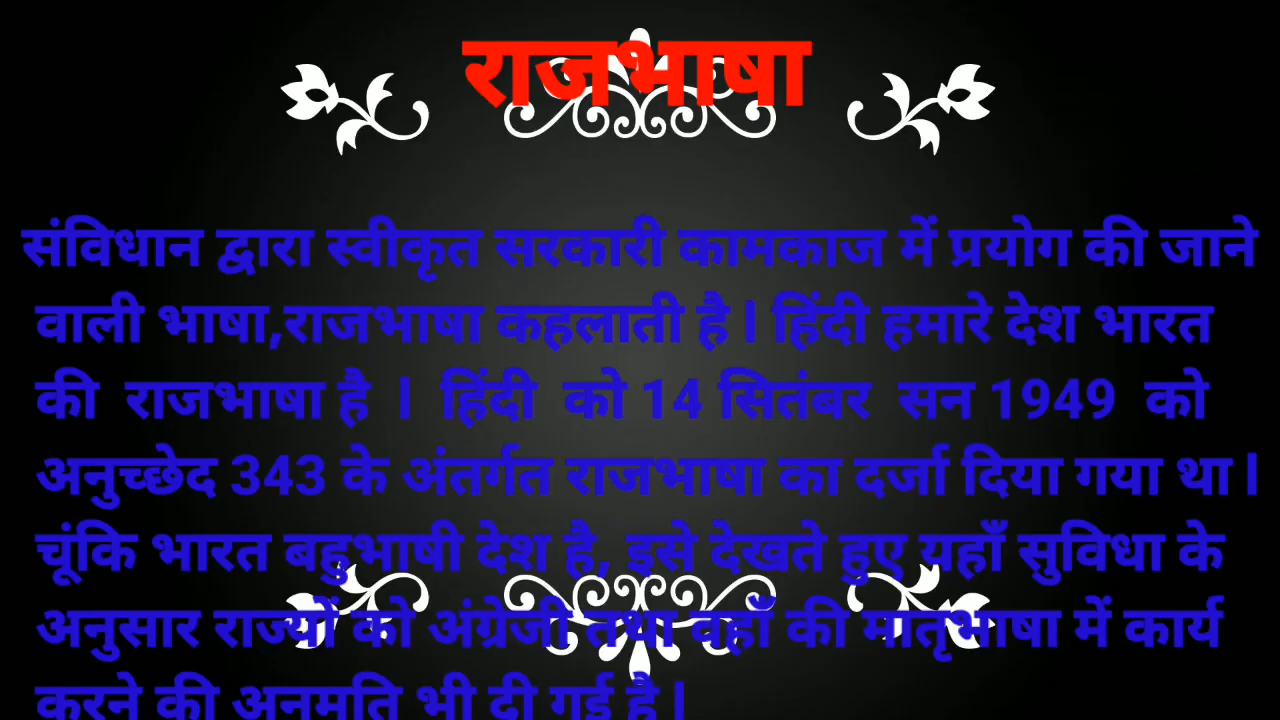 राजभाषा
संविधान द्वारा स्वीकृत सरकारी कामकाज में प्रयोग की जाने
वाली भाषा,राजभाषा कहलाती है l हिंदी हमारे देश भारत
की राजभाषा है l हिंदी को 14 सितंबर सन 1949 को
अनुच्छेद 343 के अंतर्गत राजभाषा का दर्जा दिया गया था l
चूंकि भारत बहुभाषी देश है, इसे देखते हुए यहाँ सुविधा के
अनुसार राज्यों को अंग्रेजी तथा वहाँ की मातृभाषा में कार्य
करने की अनुमति भी दी गई है l